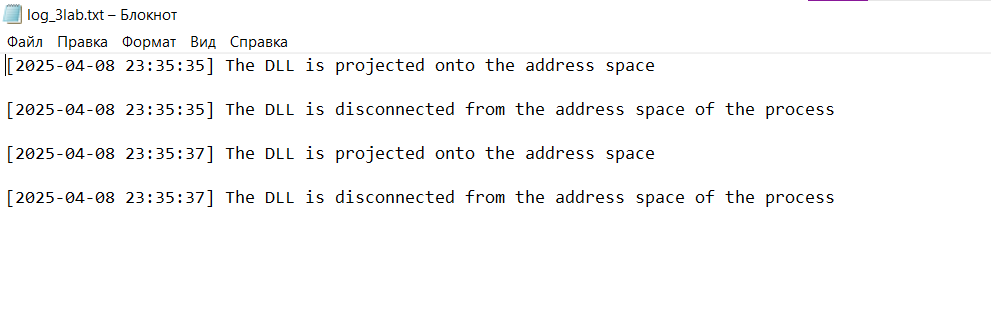 log_3lab.txt – Блокнот
Файл Правка Формат Вид Справка
[2025-04-08 23:35:35] The DLL is projected onto the address space
[2025-04-08 23:35:35] The DLL is disconnected from the address space of the process
[2025-04-08 23:35:37] The DLL is projected onto the address space
[2025-04-08 23:35:37] The DLL is disconnected from the address space of the process